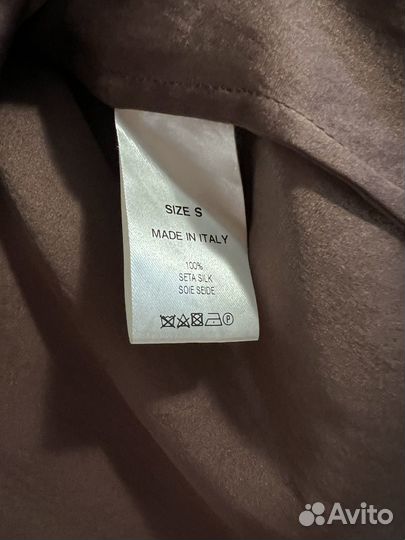 SIZE S
MADE IN ITALY
100%
SETA SILK
SOIE SEIDE
P
Avito